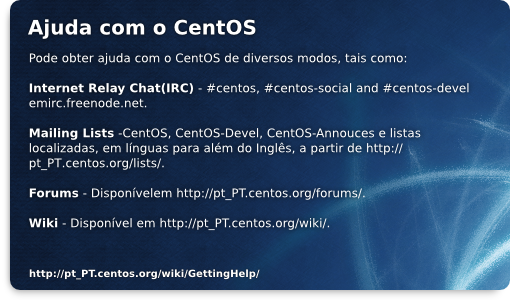 Ajuda com o CentOS
Pode obter ajuda com o CentOS de diversos modos, tais como:
Internet Relay Chat(IRC) - #centos, #centos-social and #centos-devel
emirc.freenode.net.
Mailing Lists -CentOS, CentOS-Devel, CentOS-Annouces e listas
localizadas, em línguas para além do Inglês, a partir de http://
pt_PT.centos.org/lists/.
Forums - Disponívelem http://pt_PT.centos.org/forums/.
Wiki - Disponível em http://pt_PT.centos.org/wiki/.
http://pt_PT.centos.org/wiki/GettingHelp/